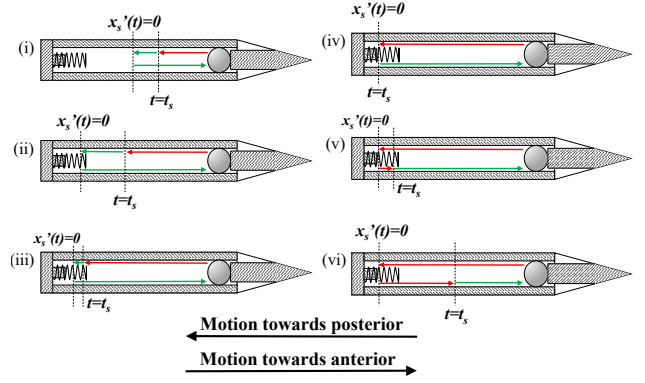 x_s'(t)=0
(i)
t=t_s
x_s'(t)=0
(ii)
t=t_s
x_s'(t)=0
(iii)
t=t_s
x_s'(t)=0
(iv)
t=t_s
x_s'(t)=0
(v)
t=t_s
x_s'(t)=0
(vi)
t=t_s
Motion towards posterior
Motion towards anterior